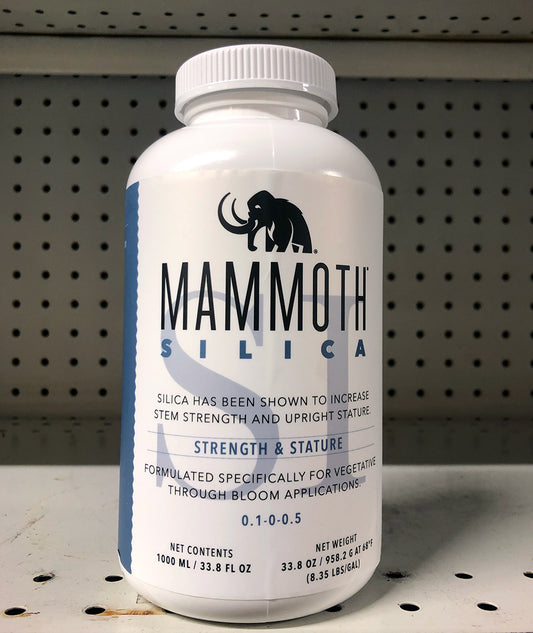 MAMMOTH
SILICA
SI
SILICA HAS BEEN SHOWN TO INCREASE
STEM STRENGTH AND UPRIGHT STATURE.
STRENGTH & STATURE
FORMULATED SPECIFICALLY FOR VEGETATIVE
THROUGH BLOOM APPLICATIONS.
0.1-0-0.5
NET CONTENTS
1000 ML / 33.8 FL OZ
NET WEIGHT
33.8 OZ / 958.2 G AT 68°F
(8.35 LBS/GAL)